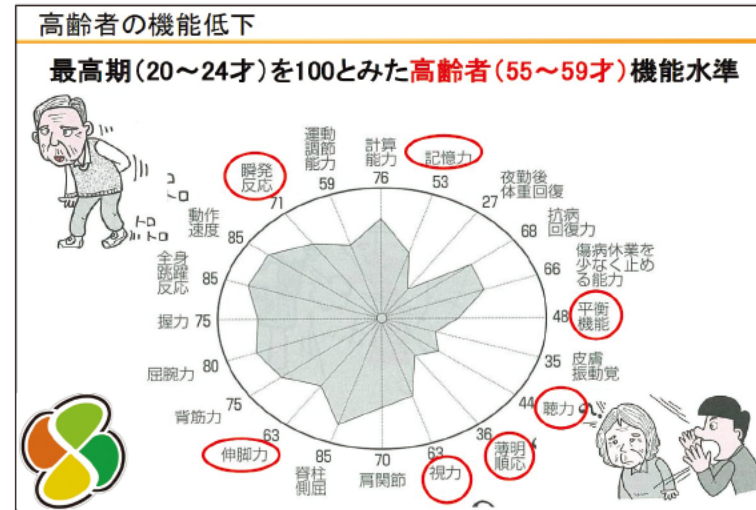 高齢者の機能低下
最高期(20～24才)を100とみた高齢者(55～59才)機能水準
計算
能力
76
記憶力
53
夜勤後
体重回復
27
抗病
回復力
68
傷病休業を
少なく止め
る能力
66
平衡
機能
48
皮膚
振動覚
35
聴力
44
薄明
順応
36
視力
63
肩関節
70
脊柱
側屈
85
伸脚力
63
背筋力
75
屈腕力
80
握力
75
全身
跳躍
反応
85
動作
速度
85
瞬発
反応
71
運動
調節
能力
59
トロ
トロ